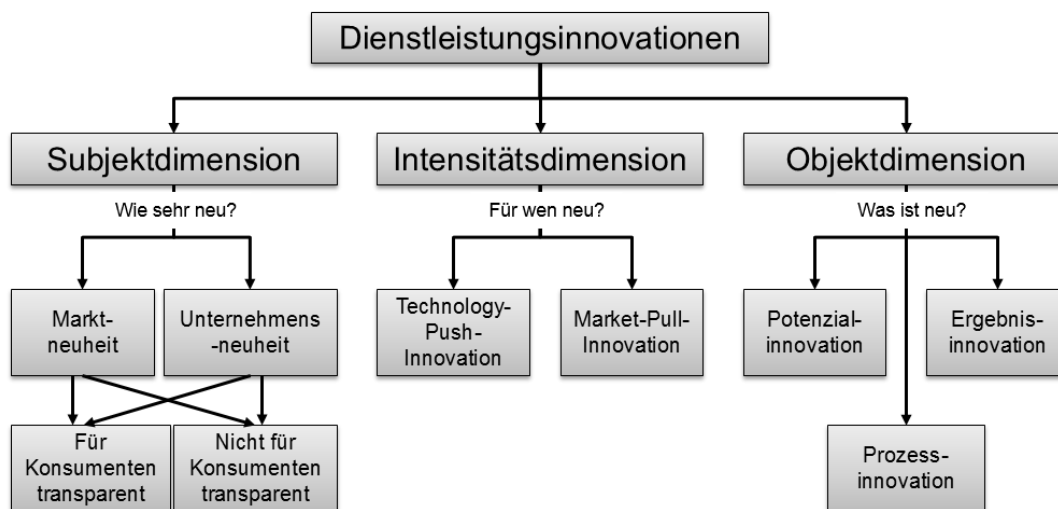 Dienstleistungsinnovationen
Subjektdimension
Intensitätsdimension
Objektdimension
Wie sehr neu?
Für wen neu?
Was ist neu?
Markt-
neuheit
Unternehmens
-neuheit
Technology-
Push-
Innovation
Market-Pull-
Innovation
Potenzial-
innovation
Ergebnis-
innovation
Für
Konsumenten
transparent
Nicht für
Konsumenten
transparent
Prozess-
innovation